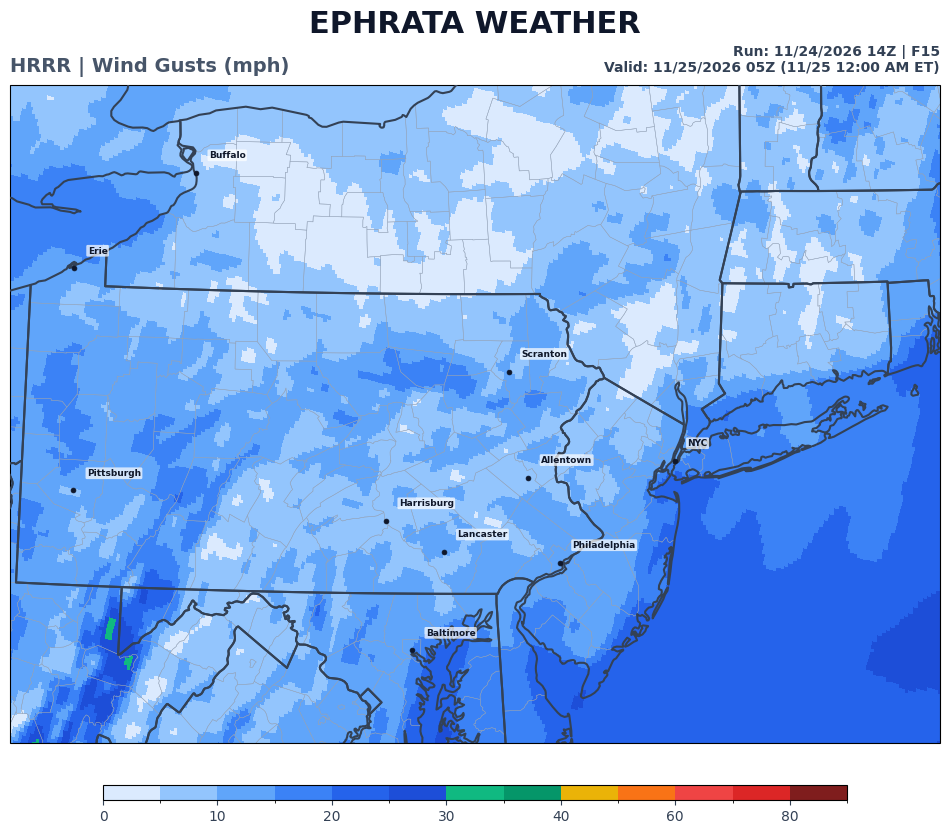 EPHRATA WEATHER
HRRR | Wind Gusts (mph)
Run: 11/24/2026 14Z | F15
Valid: 11/25/2026 05Z (11/25 12:00 AM ET)
Buffalo
Erie
Scranton
NYC
Allentown
Pittsburgh
Harrisburg
Lancaster
Philadelphia
Baltimore
0 10 20 30 40 60 80